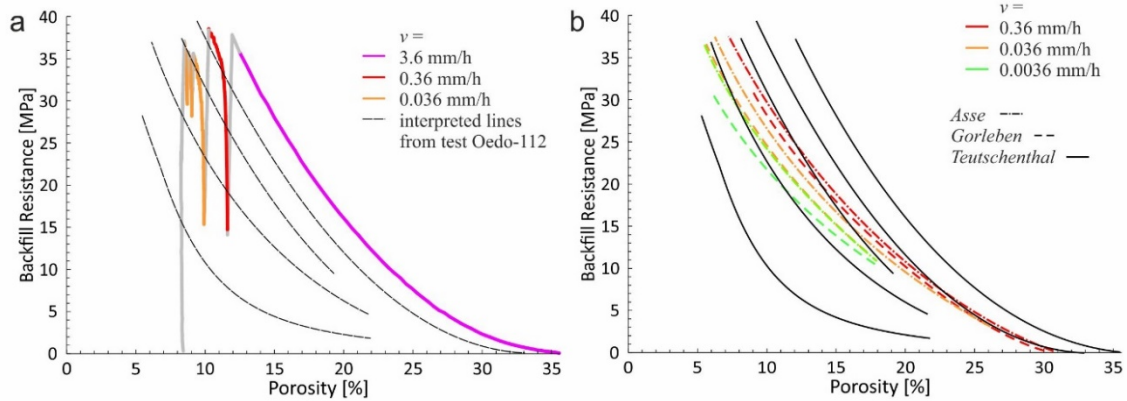 a
v =
3.6 mm/h
0.36 mm/h
0.036 mm/h
interpreted lines
from test Oedo-112
Backfill Resistance [MPa]
40
35
30
25
20
15
10
5
0
0
5
10
15
20
25
30
35
Porosity [%]
b
v =
0.36 mm/h
0.036 mm/h
0.0036 mm/h
Asse
Gorleben
Teutschenthal
Backfill Resistance [MPa]
40
35
30
25
20
15
10
5
0
0
5
10
15
20
25
30
35
Porosity [%]